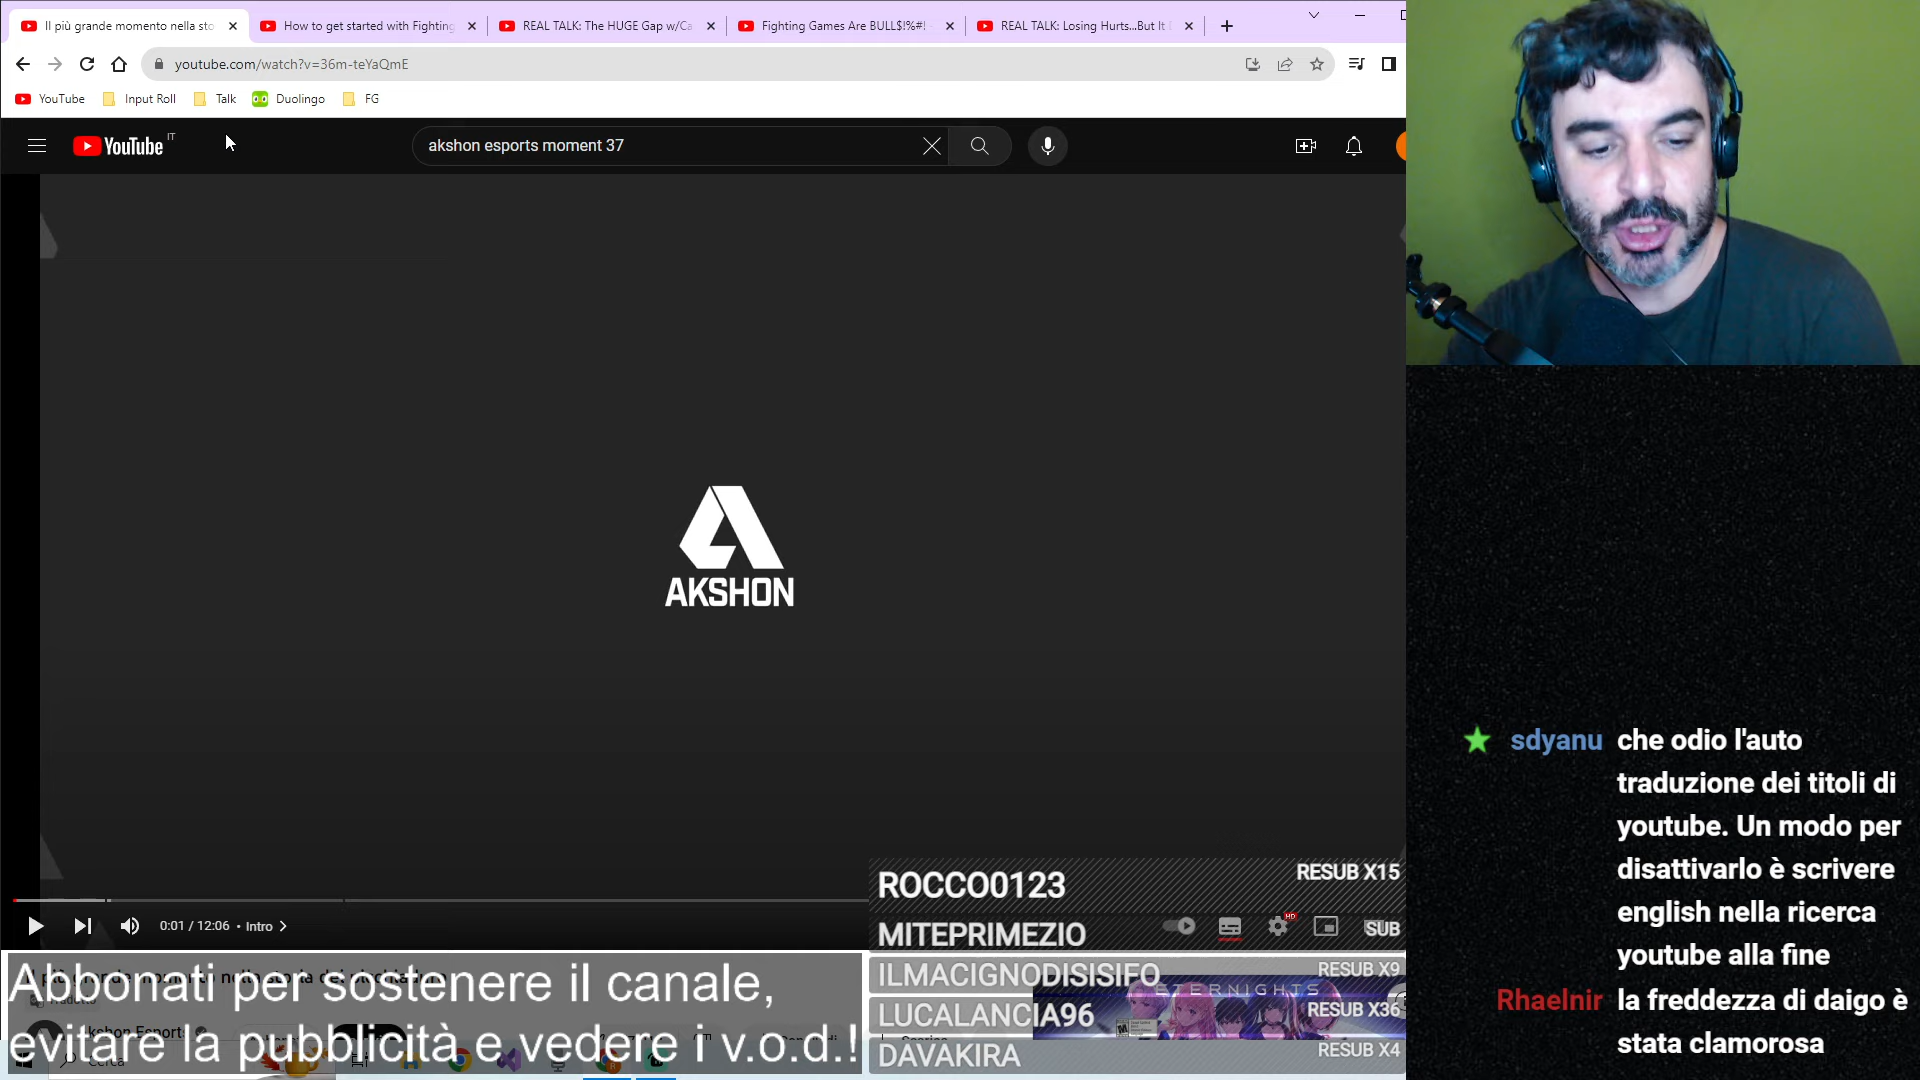 Il più grande momento nella sto
How to get started with Fighting
REAL TALK: The HUGE Gap w/Ca
Fighting Games Are BULL$!%#!
REAL TALK: Losing Hurts...But It
youtube.com/watch?v=36m-teYaQmE
YouTube
Input Roll
Talk
Duolingo
FG
YouTube IT
akshon esports moment 37
AKSHON
0:01 / 12:06 • Intro
HD
ROCCO0123 RESUB X15
MITEPRIMEZIO SUB
ILMACIGNODISISIFO RESUB X9
LUCALANCIA96 RESUB X36
DAVAKIRA RESUB X4
ETERNIGHTS
Abbonati per sostenere il canale,
evitare la pubblicità e vedere i v.o.d.!
Akshon Esports
Cerca
sdyanu che odio l'auto
traduzione dei titoli di
youtube. Un modo per
disattivarlo è scrivere
english nella ricerca
youtube alla fine
Rhaelnir la freddezza di daigo è
stata clamorosa